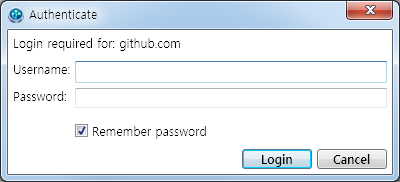 Authenticate
Login required for: github.com
Username:
Password:
Remember password
Login Cancel